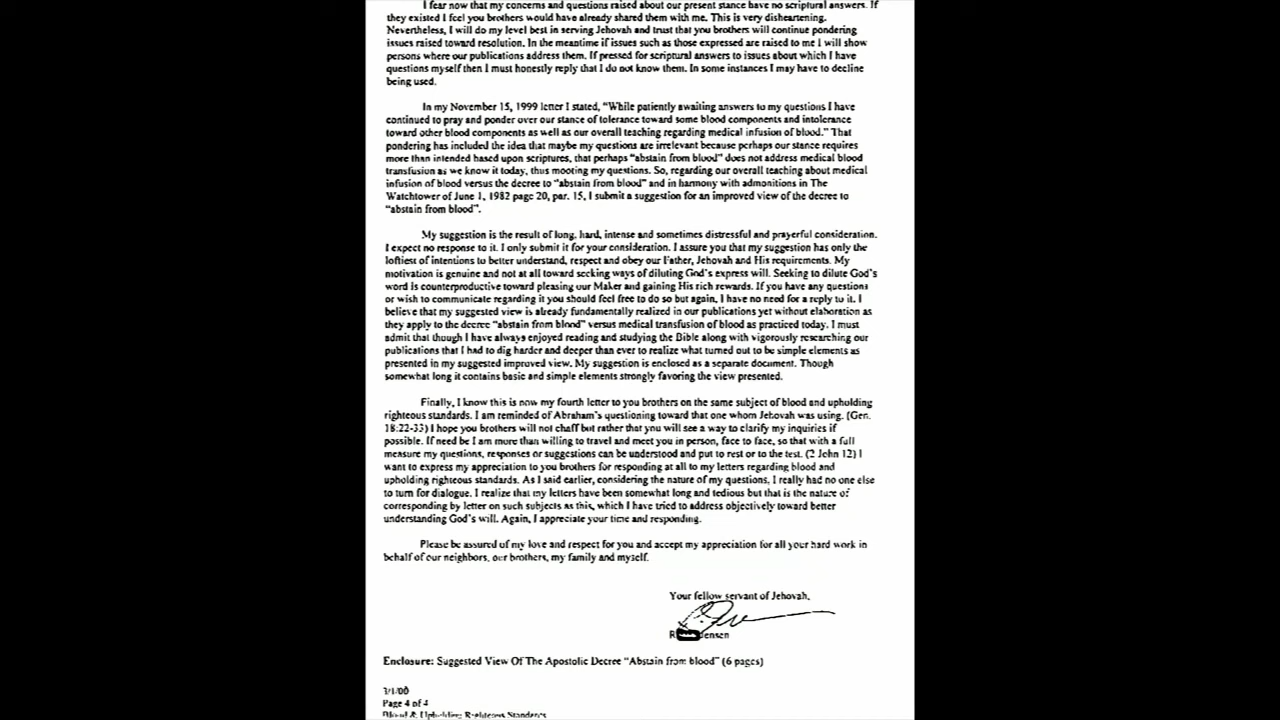 I fear now that my concerns and questions raised about our present stance have no scriptural answers. If
they existed I feel you brothers would have already shared them with me. This is very disheartening.
Nevertheless, I will do my level best in serving Jehovah and trust that you brothers will continue pondering
issues raised toward resolution. In the meantime if issues such as those expressed are raised to me I will show
persons where our publications address them. If pressed for scriptural answers to issues about which I have
questions myself then I must honestly reply that I do not know them. In some instances I may have to decline
being used.
In my November 15, 1999 letter I stated, "While patiently awaiting answers to my questions I have
continued to pray and ponder over our stance of tolerance toward some blood components and intolerance
toward other blood components as well as our overall teaching regarding medical infusion of blood." That
pondering has included the idea that maybe my questions are irrelevant because perhaps our stance requires
more than intended based upon scriptures, that perhaps "abstain from blood" does not address medical blood
transfusion as we know it today, thus mooting my questions. So, regarding our overall teaching about medical
infusion of blood versus the decree to "abstain from blood" and in harmony with admonitions in The
Watchtower of June 1, 1982 page 20, par. 15, I submit a suggestion for an improved view of the decree to
"abstain from blood".
My suggestion is the result of long, hard, intense and sometimes distressful and prayerful consideration.
I expect no response to it. I only submit it for your consideration. I assure you that my suggestion has only the
loftiest of intentions to better understand, respect and obey our Father, Jehovah and His requirements. My
motivation is genuine and not at all toward seeking ways of diluting God's express will. Seeking to dilute God's
word is counterproductive toward pleasing our Maker and gaining His rich rewards. If you have any questions
or wish to communicate regarding it you should feel free to do so but again, I have no need for a reply to it. I
believe that my suggested view is already fundamentally realized in our publications yet without elaboration as
they apply to the decree "abstain from blood" versus medical transfusion of blood as practiced today. I must
admit that though I have always enjoyed reading and studying the Bible along with vigorously researching our
publications that I had to dig harder and deeper than ever to realize what turned out to be simple elements as
presented in my suggested improved view. My suggestion is enclosed as a separate document. Though
somewhat long it contains basic and simple elements strongly favoring the view presented.
Finally, I know this is now my fourth letter to you brothers on the same subject of blood and upholding
righteous standards. I am reminded of Abraham's questioning toward that one whom Jehovah was using. (Gen.
18:22-33) I hope you brothers will not chaff but rather that you will see a way to clarify my inquiries if
possible. If need be I am more than willing to travel and meet you in person, face to face, so that with a full
measure my questions, responses or suggestions can be understood and put to rest or to the test. (2 John 12) I
want to express my appreciation to you brothers for responding at all to my letters regarding blood and
upholding righteous standards. As I said earlier, considering the nature of my questions, I really had no one else
to turn for dialogue. I realize that my letters have been somewhat long and tedious but that is the nature of
corresponding by letter on such subjects as this, which I have tried to address objectively toward better
understanding God's will. Again, I appreciate your time and responding.
Please be assured of my love and respect for you and accept my appreciation for all your hard work in
behalf of our neighbors, our brothers, my family and myself.
Your fellow servant of Jehovah,
R Jensen
Enclosure: Suggested View Of The Apostolic Decree "Abstain from blood" (6 pages)
3/1/00
Page 4 of 4
Blood & Upholding Righteous Standards